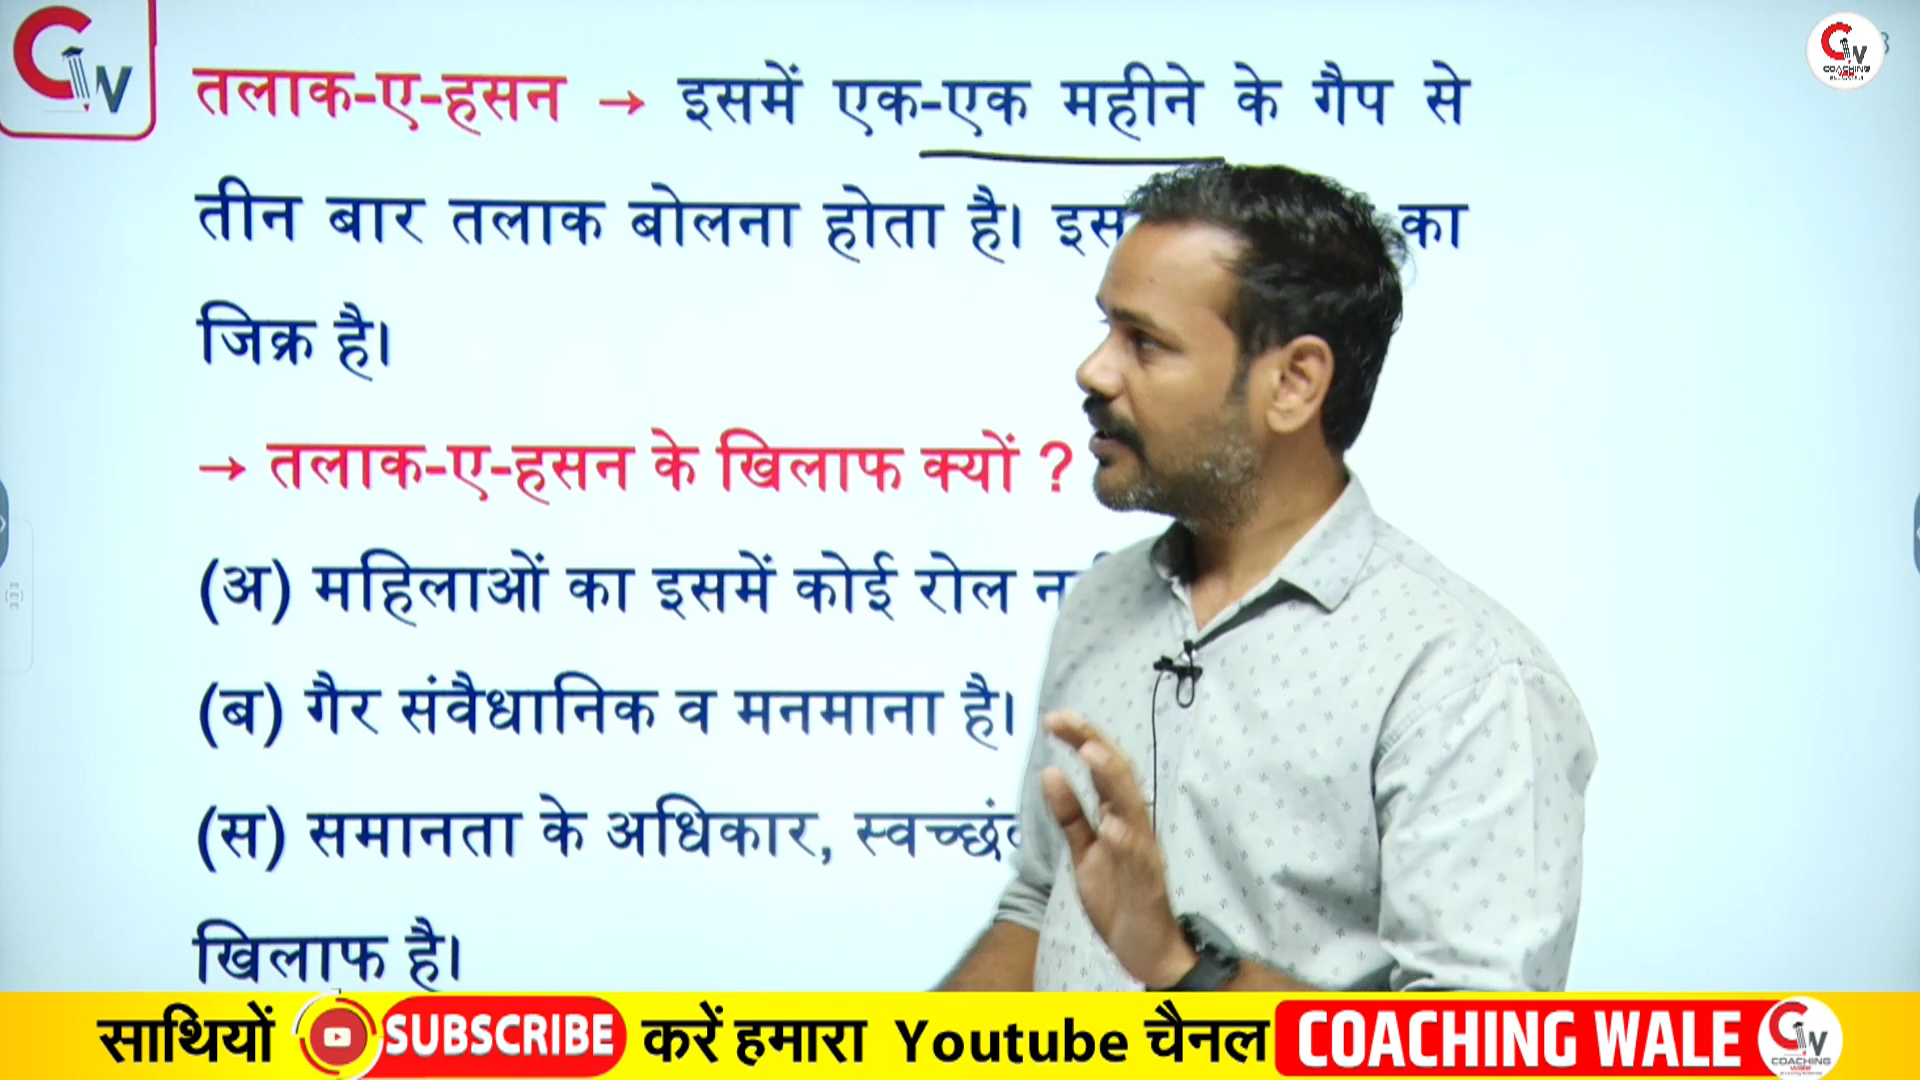 तलाक-ए-हसन → इसमें एक-एक महीने के गैप से
तीन बार तलाक बोलना होता है। का
जिक्र है।
→ तलाक-ए-हसन के खिलाफ क्यों ?
(अ) महिलाओं का इसमें कोई रोल
(ब) गैर संवैधानिक व मनमाना है।
(स) समानता के अधिकार,
खिलाफ है।
साथियों SUBSCRIBE करें हमारा Youtube चैनल COACHING WALE
COACHING